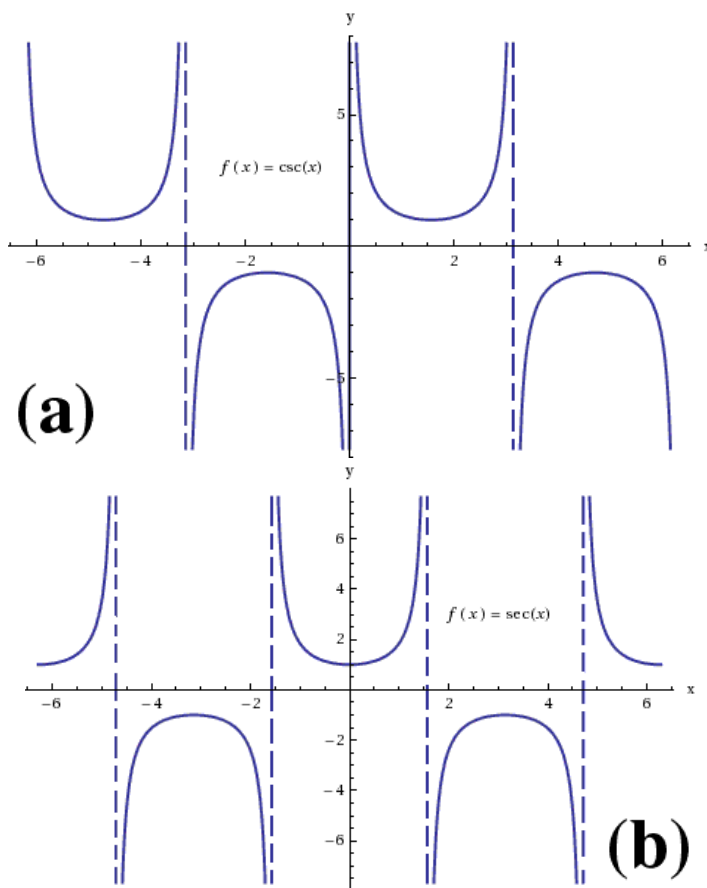 y
5
f(x) = csc(x)
−6 −4 −2 2 4 6 x
−5
(a)
y
6
4
f(x) = sec(x)
2
−6 −4 −2 2 4 6 x
−2
−4
−6
(b)